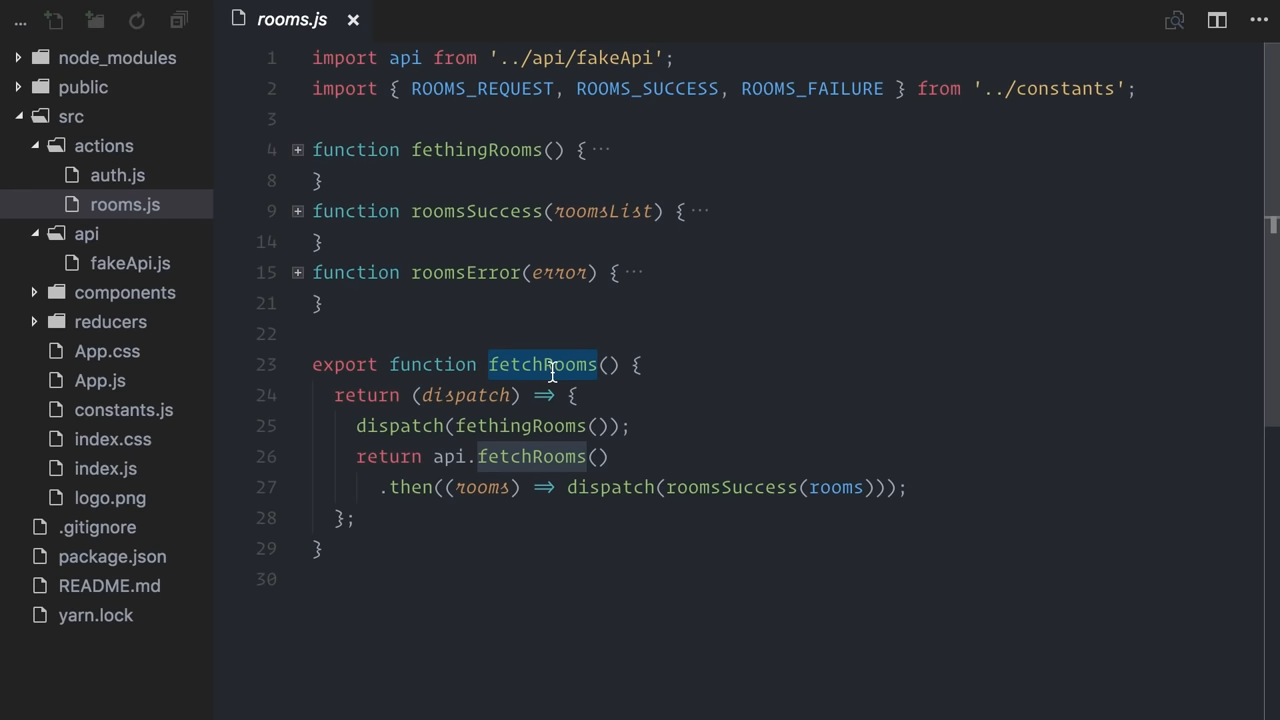 ...
rooms.js
node_modules
public
src
actions
auth.js
rooms.js
api
fakeApi.js
components
reducers
App.css
App.js
constants.js
index.css
index.js
logo.png
.gitignore
package.json
README.md
yarn.lock
1 import api from '../api/fakeApi';
2 import { ROOMS_REQUEST, ROOMS_SUCCESS, ROOMS_FAILURE } from '../constants';
3
4 function fethingRooms() {···
8 }
9 function roomsSuccess(roomsList) {···
14 }
15 function roomsError(error) {···
21 }
22
23 export function fetchRooms() {
24 return (dispatch) => {
25 dispatch(fethingRooms());
26 return api.fetchRooms()
27 .then((rooms) => dispatch(roomsSuccess(rooms)));
28 };
29 }
30